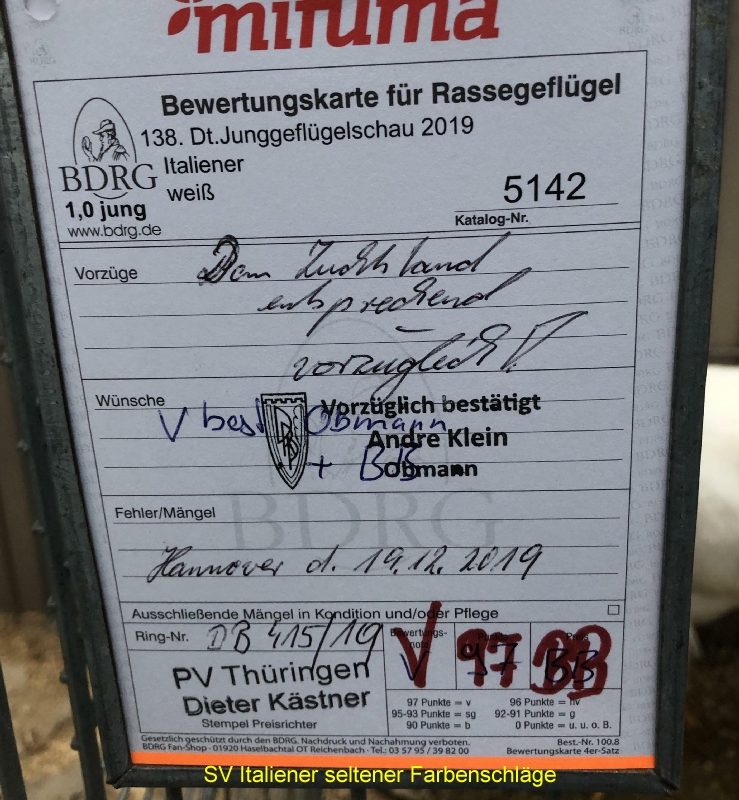 mifuma
Bewertungskarte für Rassegeflügel
138. Dt.Junggeflügelschau 2019
BDRG
Italiener
weiß
1,0 jung
www.bdrg.de
5142
Katalog-Nr.
Vorzüge
Dem Zuchtstand
entsprechend
vorzüglich V
Wünsche
V best Obmann
+ BB
Vorzüglich bestätigt
Andre Klein
Obmann
BDRG
Fehler/Mängel
Hannover d. 19.12.2019
Ausschließende Mängel in Kondition und/oder Pflege
Ring-Nr. DB 415/19
Bewertungs-
note
Punkte
Preis
V 97 BB
PV Thüringen
Dieter Kästner
Stempel Preisrichter
97 Punkte = v 96 Punkte = hv
95-93 Punkte = sg 92-91 Punkte = g
90 Punkte = b 0 Punkte = u. u. o. B.
Gesetzlich geschützt durch den BDRG. Nachdruck und Nachahmung verboten.
BDRG Fan-Shop · 01920 Haselbachtal OT Reichenbach · Tel.: 03 57 95 / 39 82 00
Best.-Nr. 100.8
Bewertungskarte 4er-Satz
SV Italiener seltener Farbenschläge